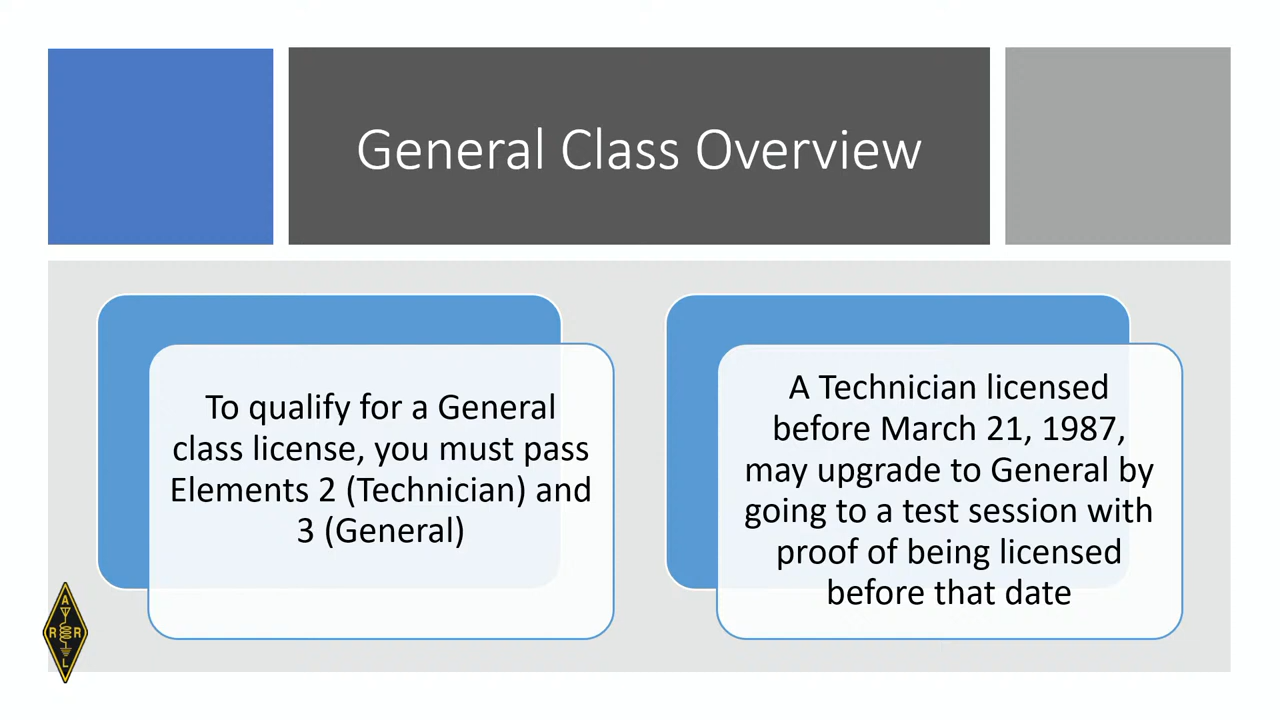 General Class Overview
To qualify for a General
class license, you must pass
Elements 2 (Technician) and
3 (General)
A Technician licensed
before March 21, 1987,
may upgrade to General by
going to a test session with
proof of being licensed
before that date
A
R R
L